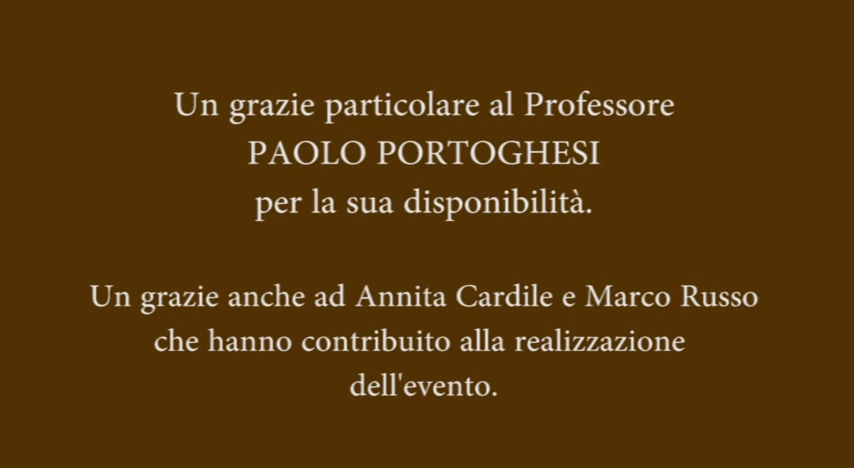 Un grazie particolare al Professore
PAOLO PORTOGHESI
per la sua disponibilità.
Un grazie anche ad Annita Cardile e Marco Russo
che hanno contribuito alla realizzazione
dell'evento.